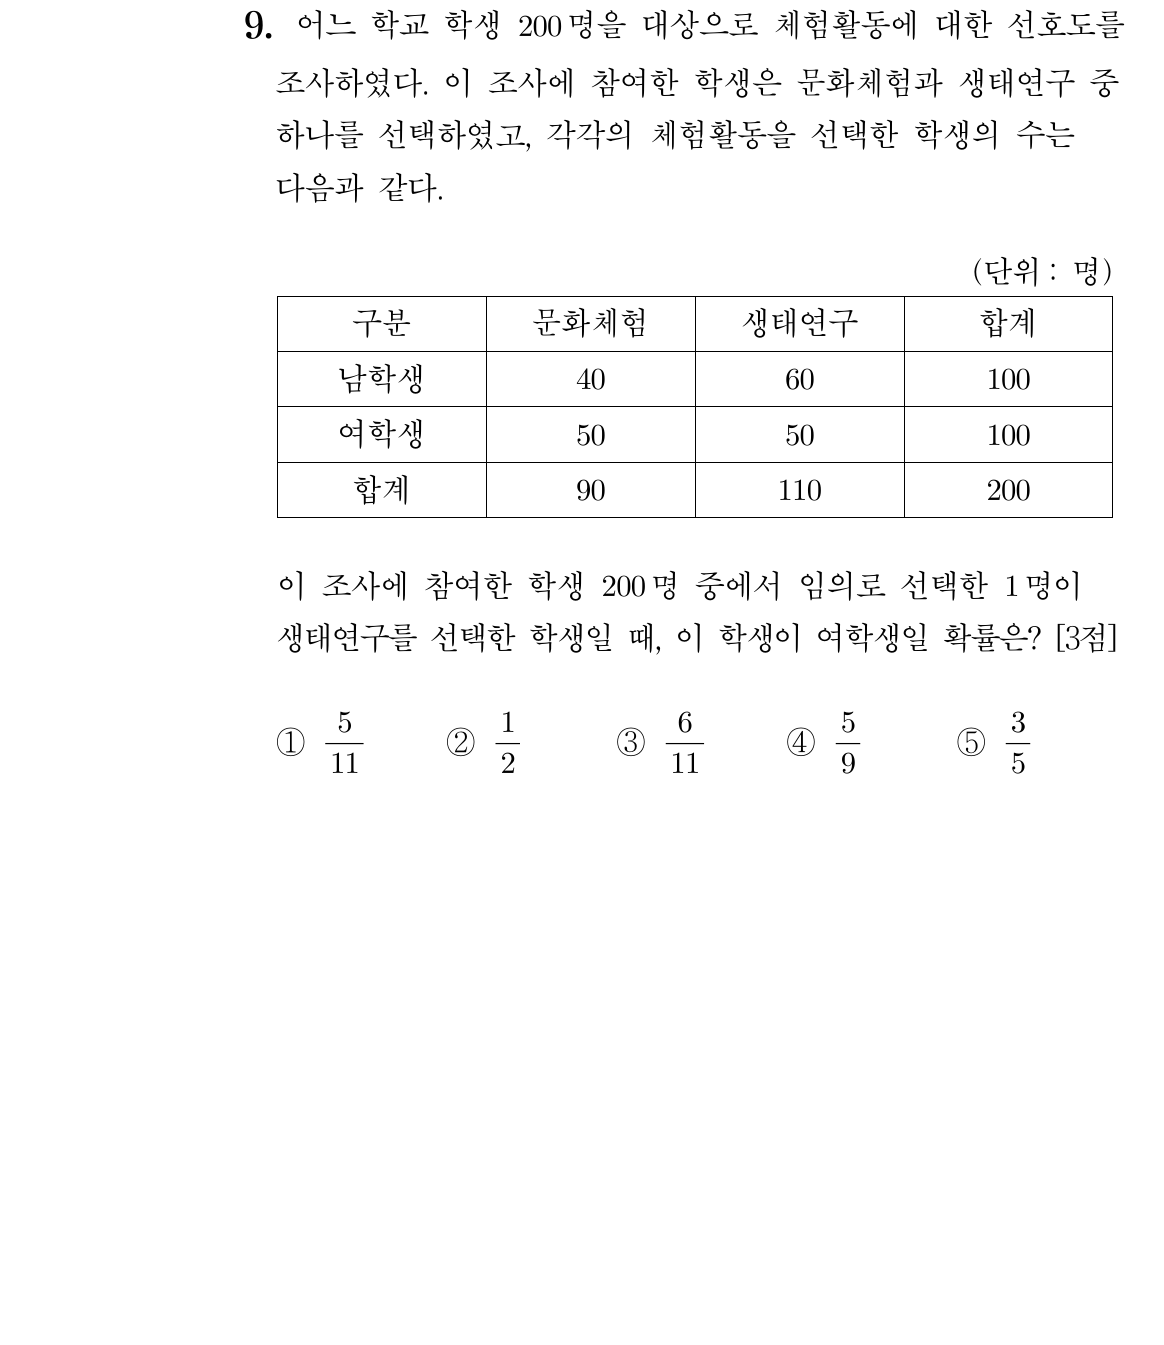 9. 어느 학교 학생 200명을 대상으로 체험활동에 대한 선호도를
조사하였다. 이 조사에 참여한 학생은 문화체험과 생태연구 중
하나를 선택하였고, 각각의 체험활동을 선택한 학생의 수는
다음과 같다.
(단위 : 명)
구분 문화체험 생태연구 합계
남학생 40 60 100
여학생 50 50 100
합계 90 110 200
이 조사에 참여한 학생 200명 중에서 임의로 선택한 1명이
생태연구를 선택한 학생일 때, 이 학생이 여학생일 확률은? [3점]
① 5/11 ② 1/2 ③ 6/11 ④ 5/9 ⑤ 3/5